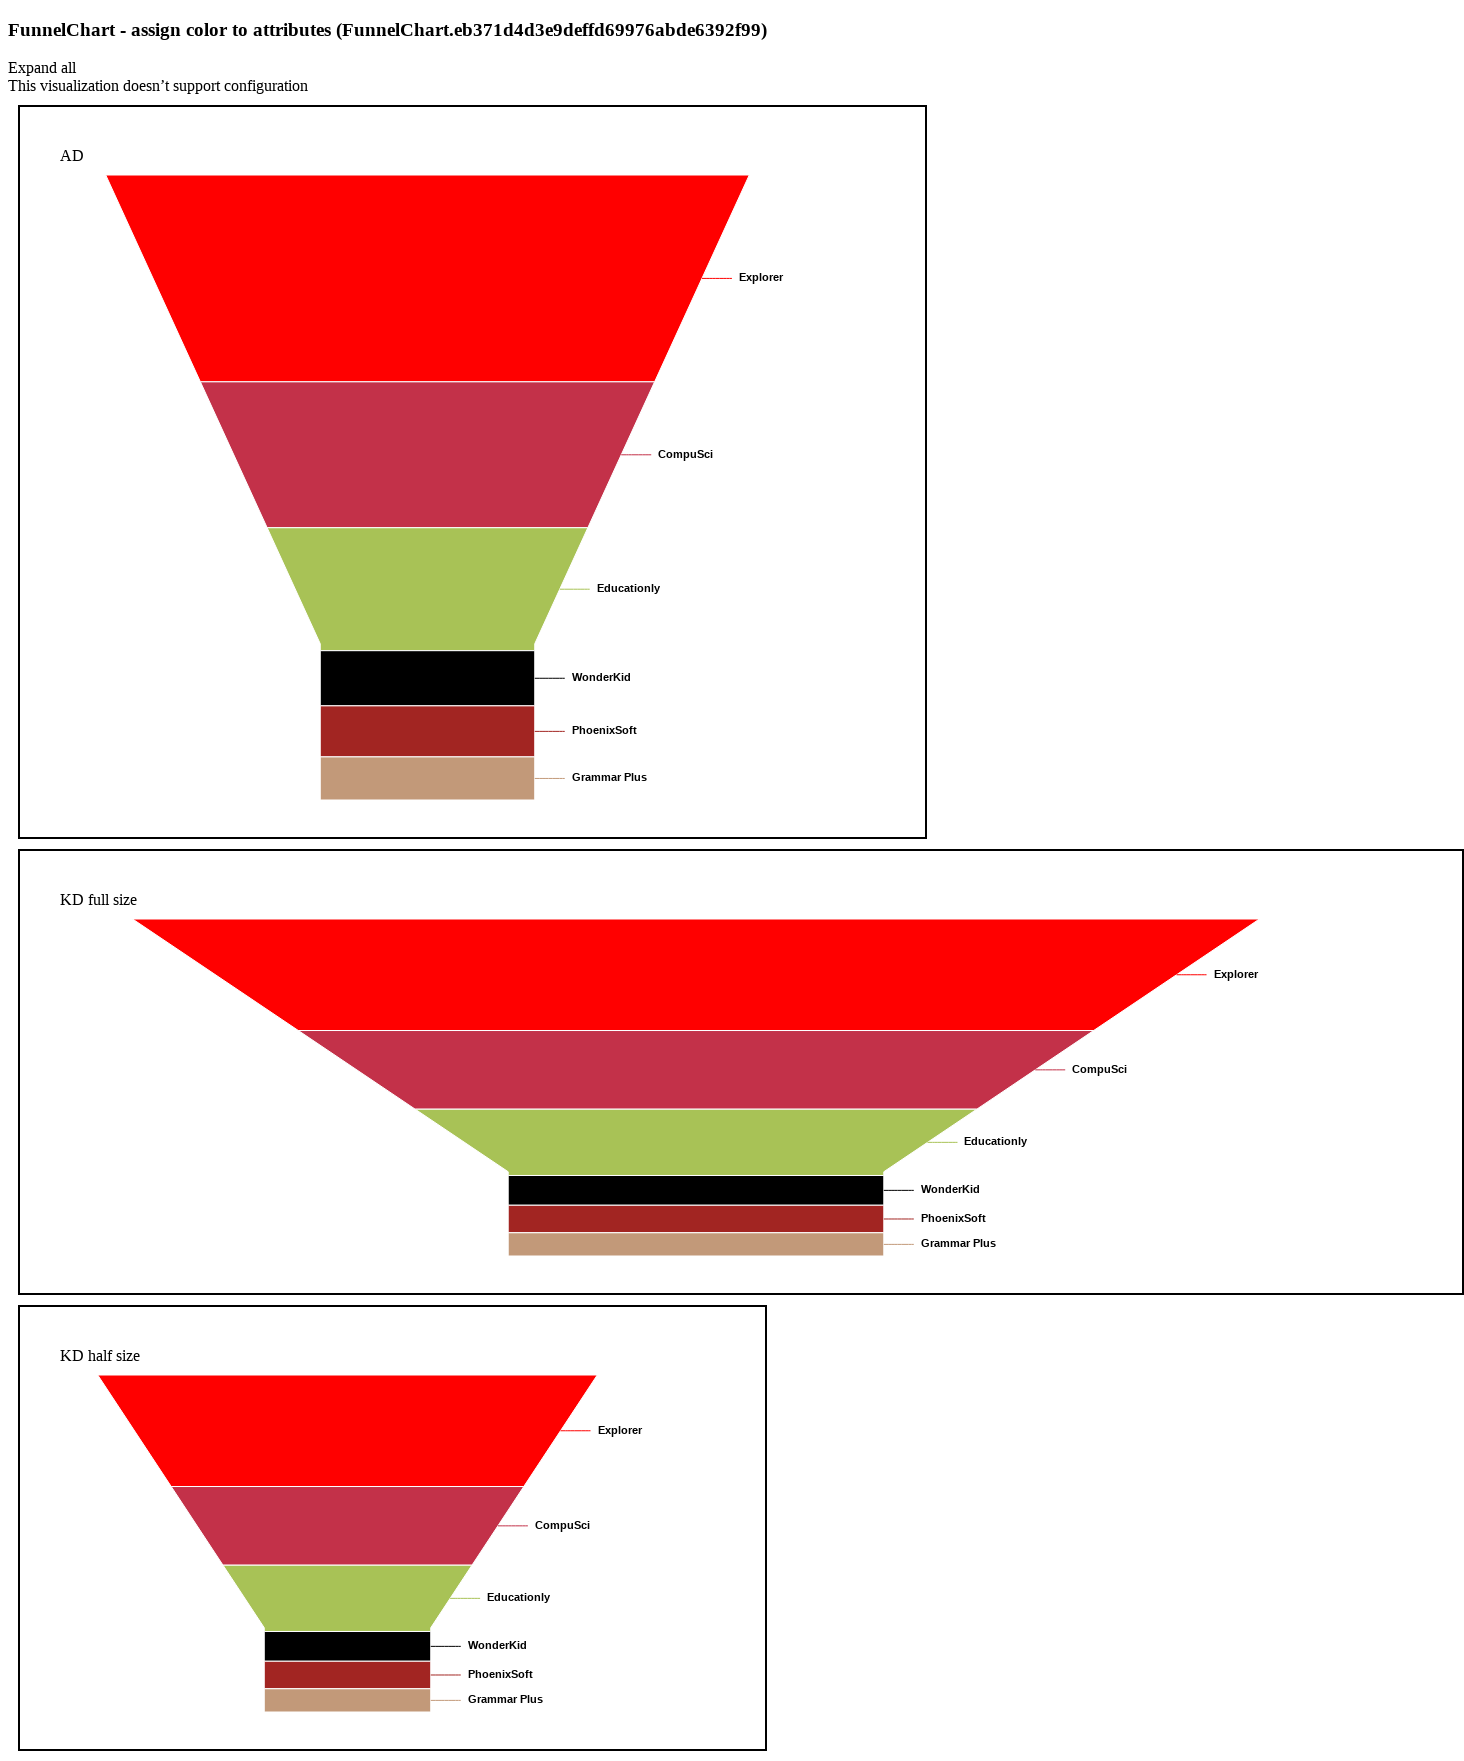 FunnelChart - assign color to attributes (FunnelChart.eb371d4d3e9deffd69976abde6392f99)
Expand all
This visualization doesn’t support configuration
AD
Explorer
CompuSci
Educationly
WonderKid
PhoenixSoft
Grammar Plus
KD full size
Explorer
CompuSci
Educationly
WonderKid
PhoenixSoft
Grammar Plus
KD half size
Explorer
CompuSci
Educationly
WonderKid
PhoenixSoft
Grammar Plus